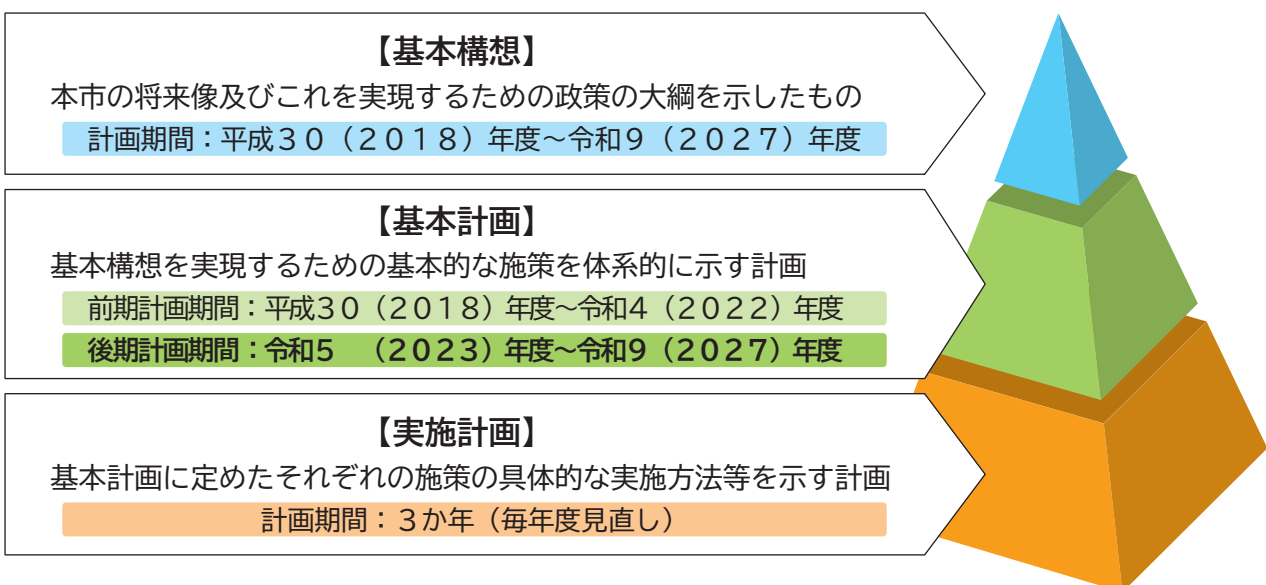 【基本構想】
本市の将来像及びこれを実現するための政策の大綱を示したもの
計画期間：平成３０（２０１８）年度～令和９（２０２７）年度
【基本計画】
基本構想を実現するための基本的な施策を体系的に示す計画
前期計画期間：平成３０（２０１８）年度～令和４（２０２２）年度
後期計画期間：令和５　（２０２３）年度～令和９（２０２７）年度
【実施計画】
基本計画に定めたそれぞれの施策の具体的な実施方法等を示す計画
計画期間：３か年（毎年度見直し）